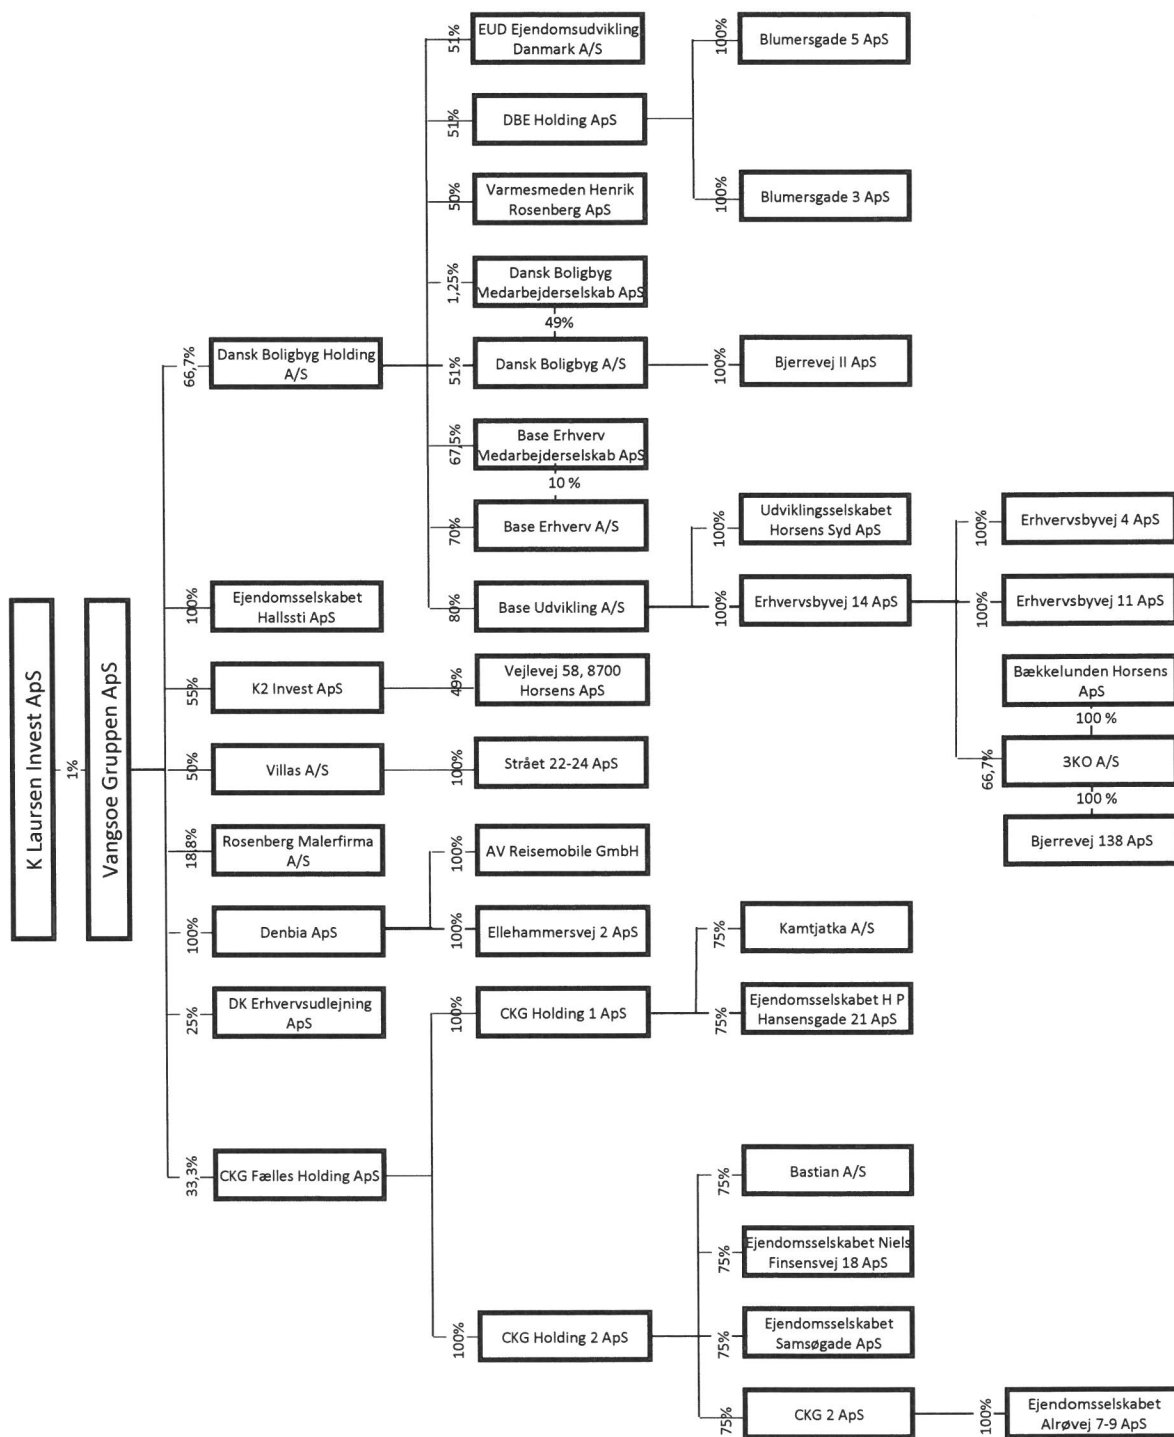 K Laursen Invest ApS
1%
Vangsoe Gruppen ApS
66,7%
Dansk Boligbyg Holding
A/S
51%
EUD Ejendomsudvikling
Danmark A/S
51%
DBE Holding ApS
100%
Blumersgade 5 ApS
100%
Blumersgade 3 ApS
50%
Varmesmeden Henrik
Rosenberg ApS
1,25%
Dansk Boligbyg
Medarbejderselskab ApS
49%
51%
Dansk Boligbyg A/S
100%
Bjerrevej II ApS
67,5%
Base Erhverv
Medarbejderselskab ApS
10 %
70%
Base Erhverv A/S
80%
Base Udvikling A/S
100%
Udviklingsselskabet
Horsens Syd ApS
100%
Erhvervsbyvej 14 ApS
100%
Erhvervsbyvej 4 ApS
100%
Erhvervsbyvej 11 ApS
Bækkelunden Horsens
ApS
100 %
66,7%
3KO A/S
100 %
Bjerrevej 138 ApS
100%
Ejendomsselskabet
Hallssti ApS
55%
K2 Invest ApS
49%
Vejlevej 58, 8700
Horsens ApS
50%
Villas A/S
100%
Strået 22-24 ApS
18,8%
Rosenberg Malerfirma
A/S
100%
Denbia ApS
100%
AV Reisemobile GmbH
100%
Ellehammersvej 2 ApS
25%
DK Erhvervsudlejning
ApS
33,3%
CKG Fælles Holding ApS
100%
CKG Holding 1 ApS
75%
Kamtjatka A/S
75%
Ejendomsselskabet H P
Hansensgade 21 ApS
100%
CKG Holding 2 ApS
75%
Bastian A/S
75%
Ejendomsselskabet Niels
Finsensvej 18 ApS
75%
Ejendomsselskabet
Samsøgade ApS
75%
CKG 2 ApS
100%
Ejendomsselskabet
Alrøvej 7-9 ApS